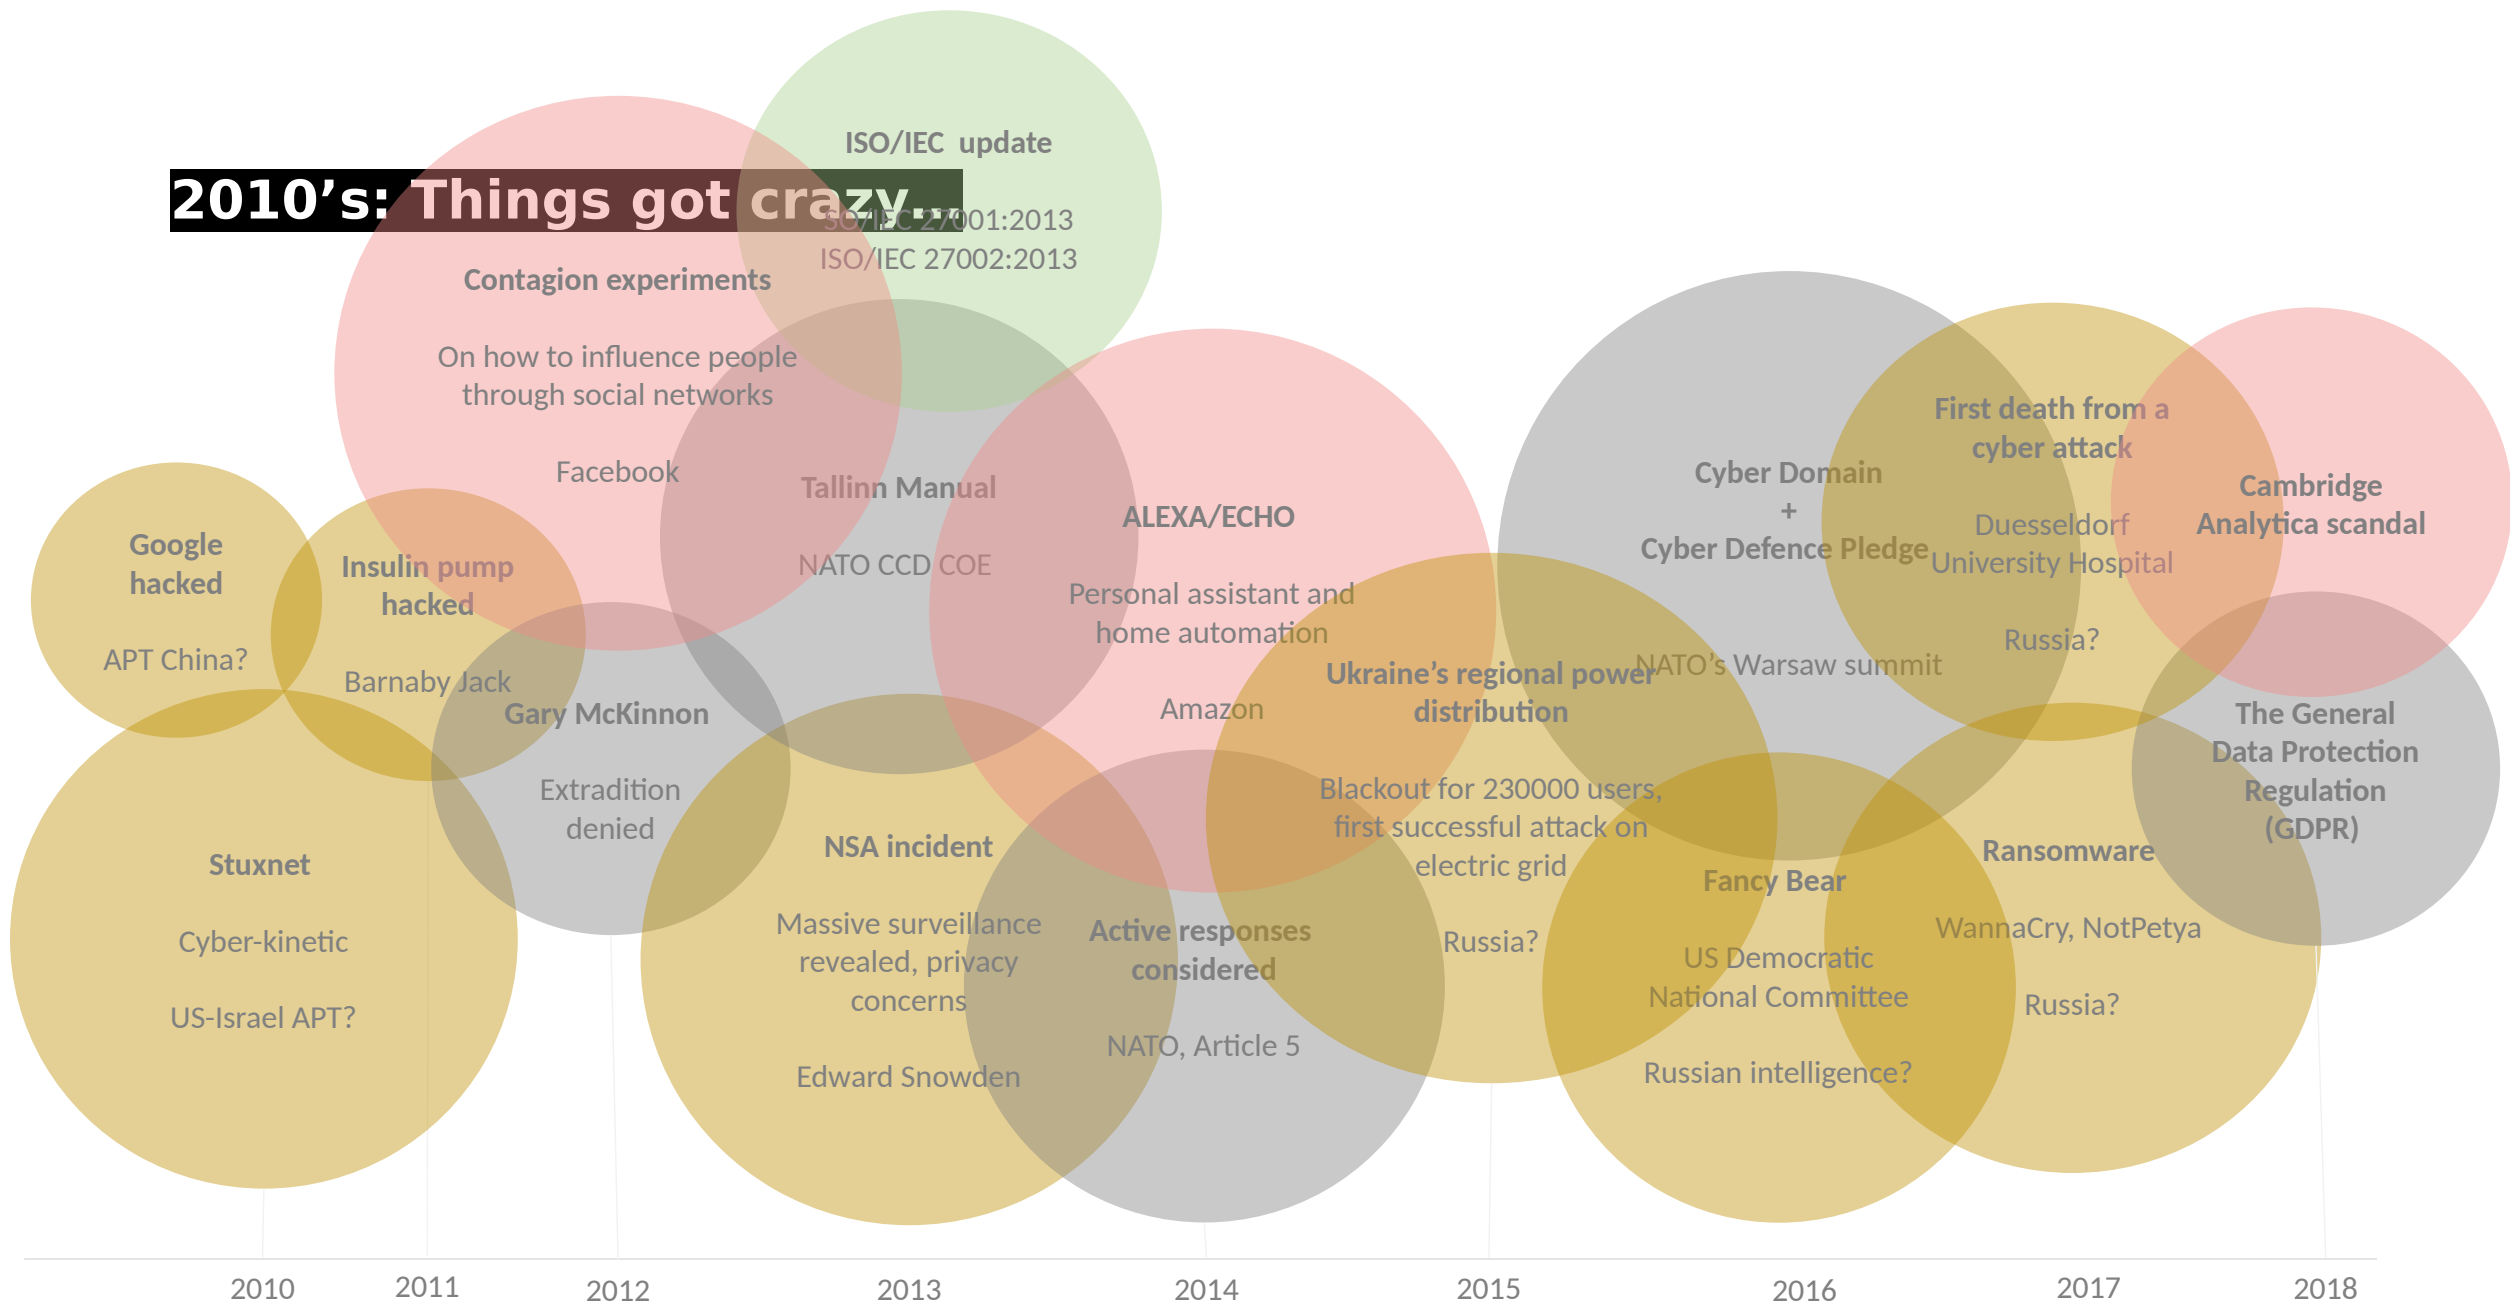 2010’s: Things got crazy...
ISO/IEC  update
SO/IEC 27001:2013
ISO/IEC 27002:2013
Contagion experiments
On how to influence people
through social networks
Facebook
Google
hacked
APT China?
Insulin pump
hacked
Barnaby Jack
Stuxnet
Cyber-kinetic
US-Israel APT?
Gary McKinnon
Extradition
denied
Tallinn Manual
NATO CCD COE
NSA incident
Massive surveillance
revealed, privacy
concerns
Edward Snowden
ALEXA/ECHO
Personal assistant and
home automation
Amazon
Active responses
considered
NATO, Article 5
Ukraine’s regional power
distribution
Blackout for 230000 users,
first successful attack on
electric grid
Russia?
Cyber Domain
+
Cyber Defence Pledge
NATO’s Warsaw summit
Fancy Bear
US Democratic
National Committee
Russian intelligence?
First death from a
cyber attack
Duesseldorf
University Hospital
Russia?
Ransomware
WannaCry, NotPetya
Russia?
Cambridge
Analytica scandal
The General
Data Protection
Regulation
(GDPR)
2010
2011
2012
2013
2014
2015
2016
2017
2018